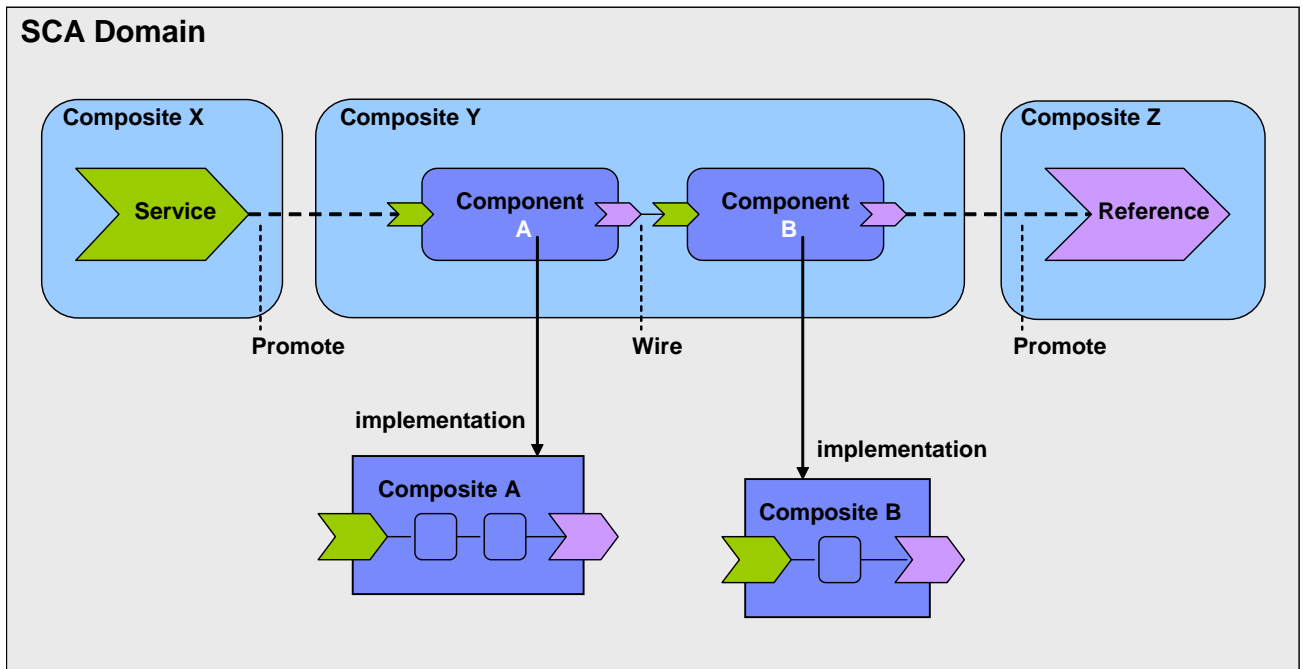 SCA Domain
Composite X
Composite Y
Composite Z
Service
Component
A
Component
B
Reference
Promote
Wire
Promote
implementation
implementation
Composite A
Composite B